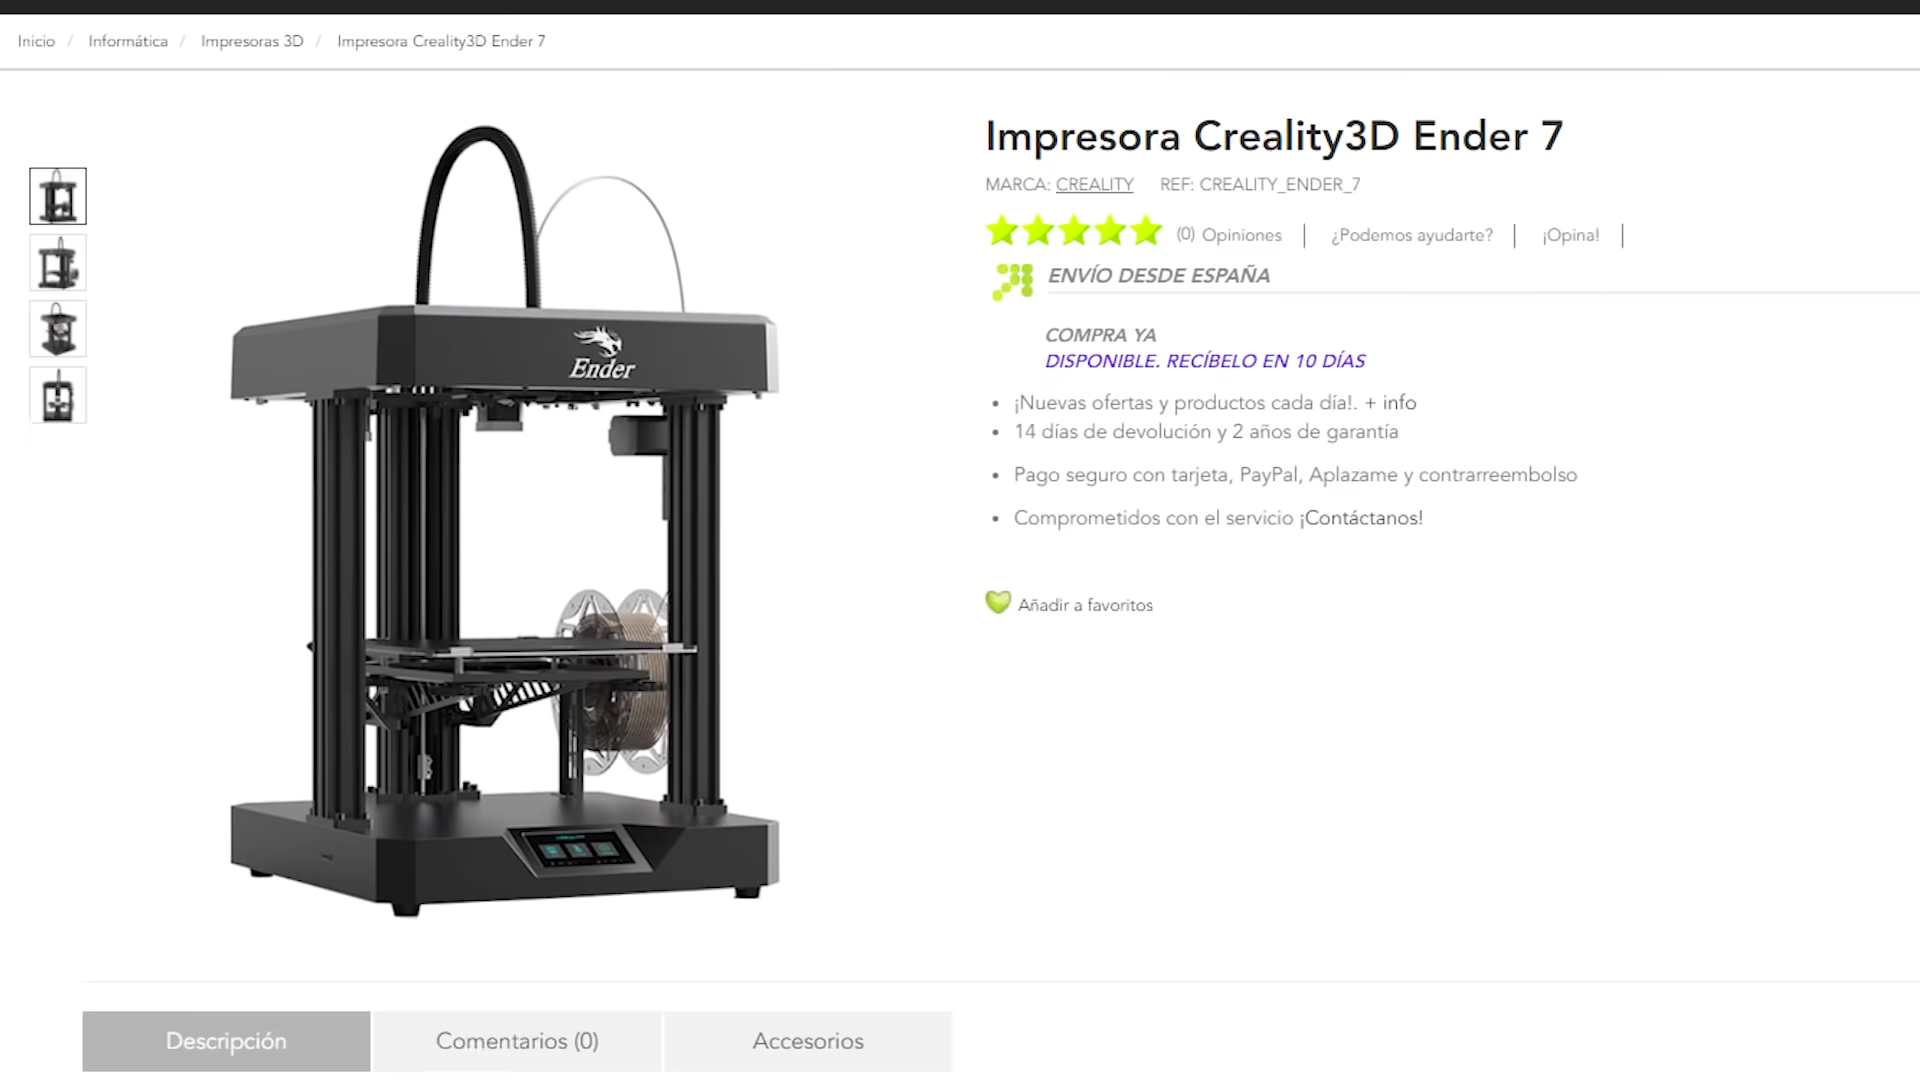 Inicio / Informática / Impresoras 3D / Impresora Creality3D Ender 7
Impresora Creality3D Ender 7
MARCA: CREALITY REF: CREALITY_ENDER_7
(0) Opiniones | ¿Podemos ayudarte? | ¡Opina! |
ENVÍO DESDE ESPAÑA
COMPRA YA
DISPONIBLE. RECÍBELO EN 10 DÍAS
• ¡Nuevas ofertas y productos cada día!. + info
• 14 días de devolución y 2 años de garantía
• Pago seguro con tarjeta, PayPal, Aplazame y contrarreembolso
• Comprometidos con el servicio ¡Contáctanos!
Añadir a favoritos
Ender
Descripción
Comentarios (0)
Accesorios